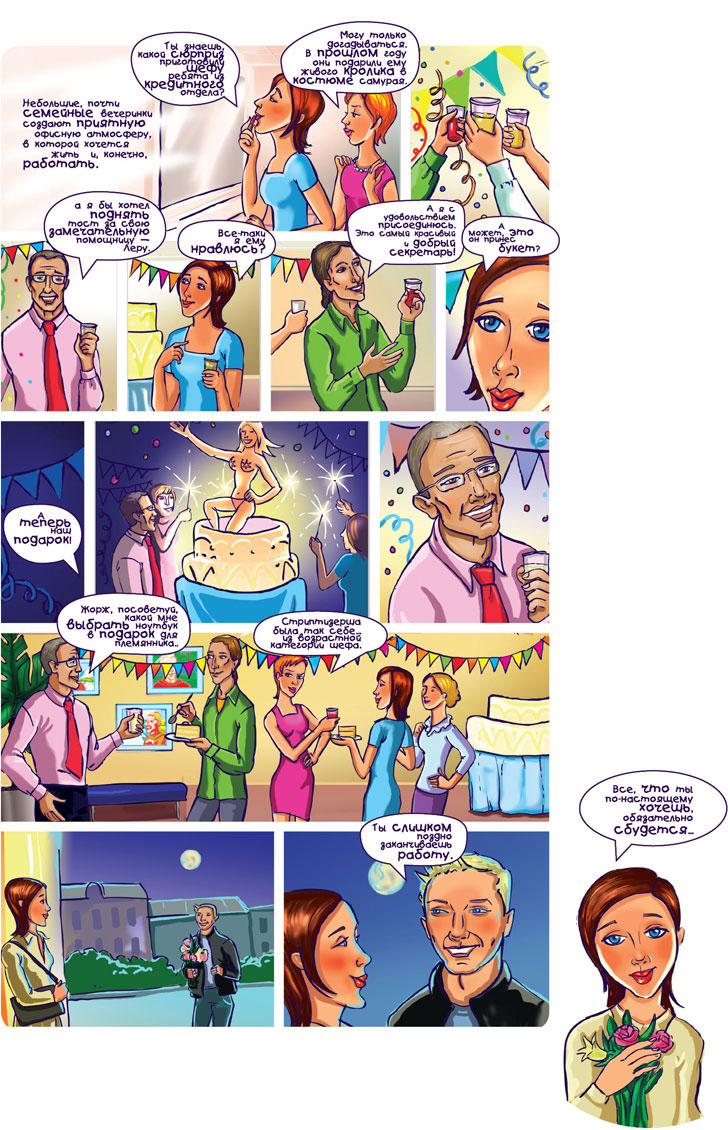 Ты знаешь,
какой сюрприз
приготовили
шефу
ребята из
кредитного
отдела?
Могу только
догадываться.
В прошлом году
они подарили ему
живого кролика в
костюме самурая.
Небольшие, почти
семейные вечеринки
создают приятную
офисную атмосферу,
в которой хочется
жить и, конечно,
работать.
а я бы хотел
поднять
тост за свою
замечательную
помощницу —
Леру.
Все-таки
я ему
нравлюсь?
А я с
удовольствием
присоединюсь.
Это самый красивый
и добрый
секретарь!
А
может, это
он принес
букет?
А
теперь
наш
подарок!
Жорж, посоветуй,
какой мне
выбрать ноутбук
в подарок для
племянника..
Стриптизерша
была так себе...
из возрастной
категории шефа.
Ты слишком
поздно
заканчиваешь
работу.
Все, что ты
по-настоящему
хочешь,
обязательно
сбудется...